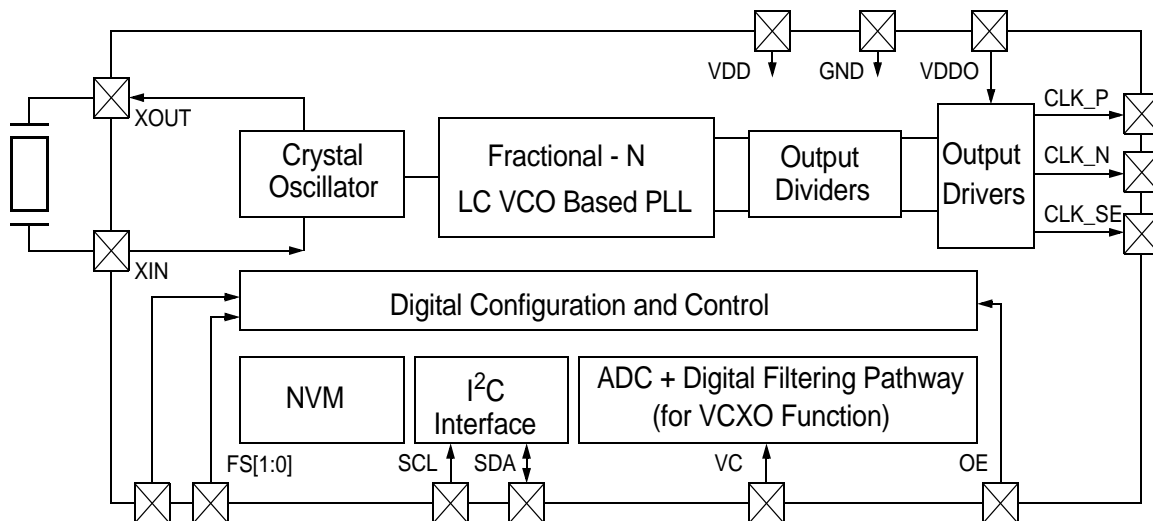 VDD
GND
VDDO
XOUT
CLK_P
Crystal
Oscillator
Fractional - N
LC VCO Based PLL
Output
Dividers
Output
Drivers
CLK_N
CLK_SE
XIN
Digital Configuration and Control
NVM
I²C
Interface
ADC + Digital Filtering Pathway
(for VCXO Function)
FS[1:0]
SCL
SDA
VC
OE